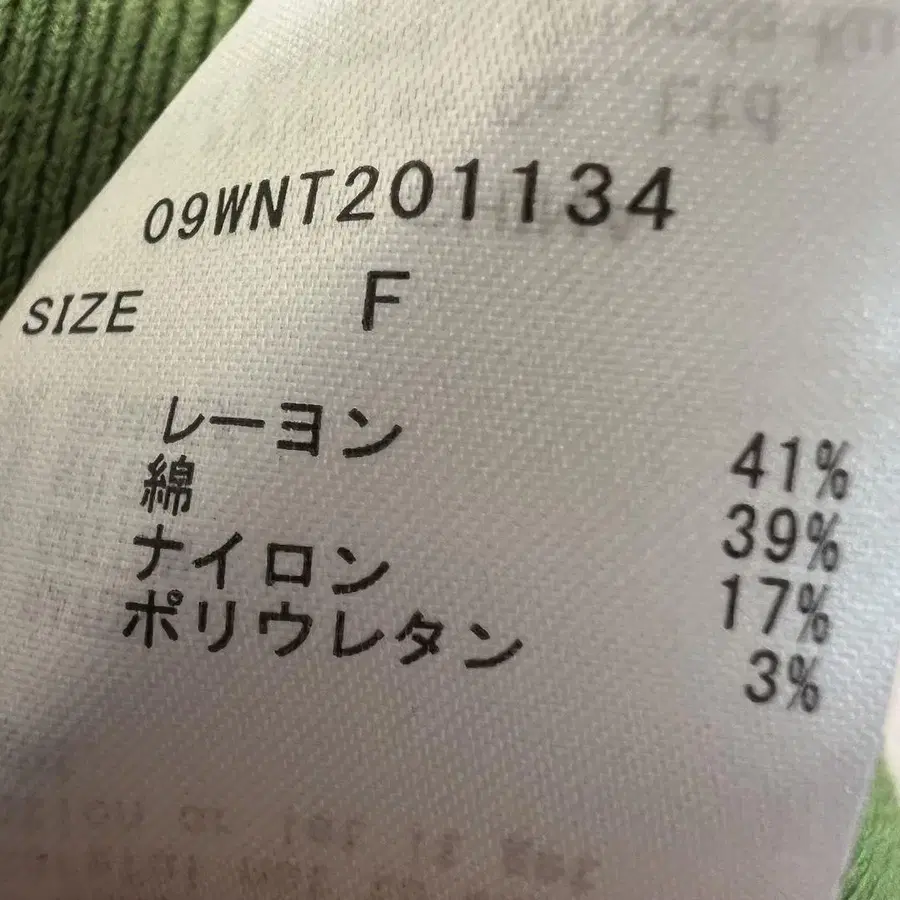 09WNT201134
SIZE F
レーヨン 41%
綿 39%
ナイロン 17%
ポリウレタン 3%